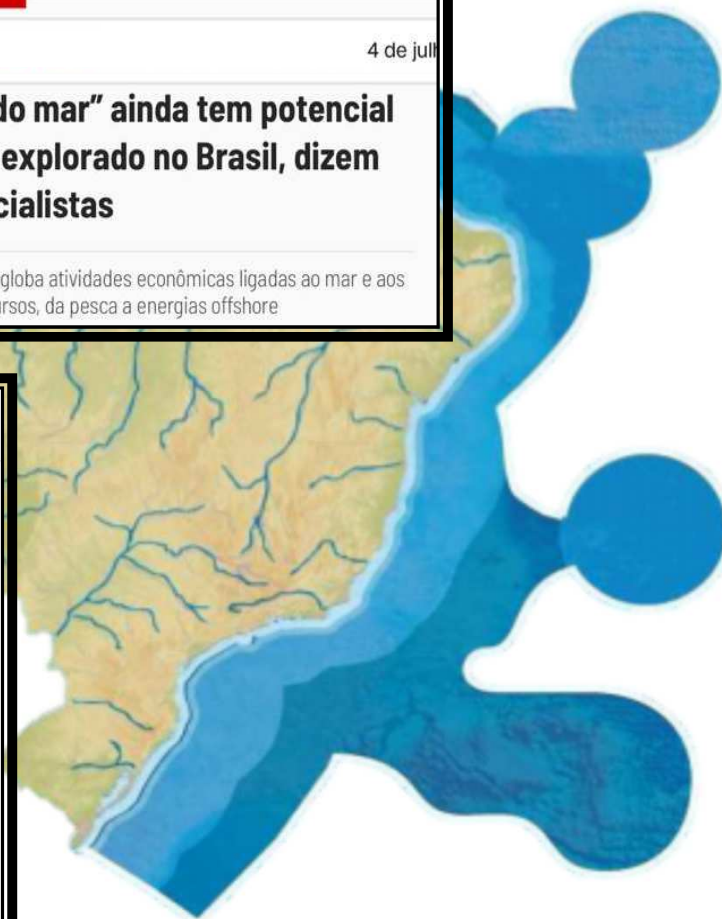 4 de jul
do mar” ainda tem potencial
explorado no Brasil, dizem
cialistas
globa atividades econômicas ligadas ao mar e aos
rsos, da pesca a energias offshore